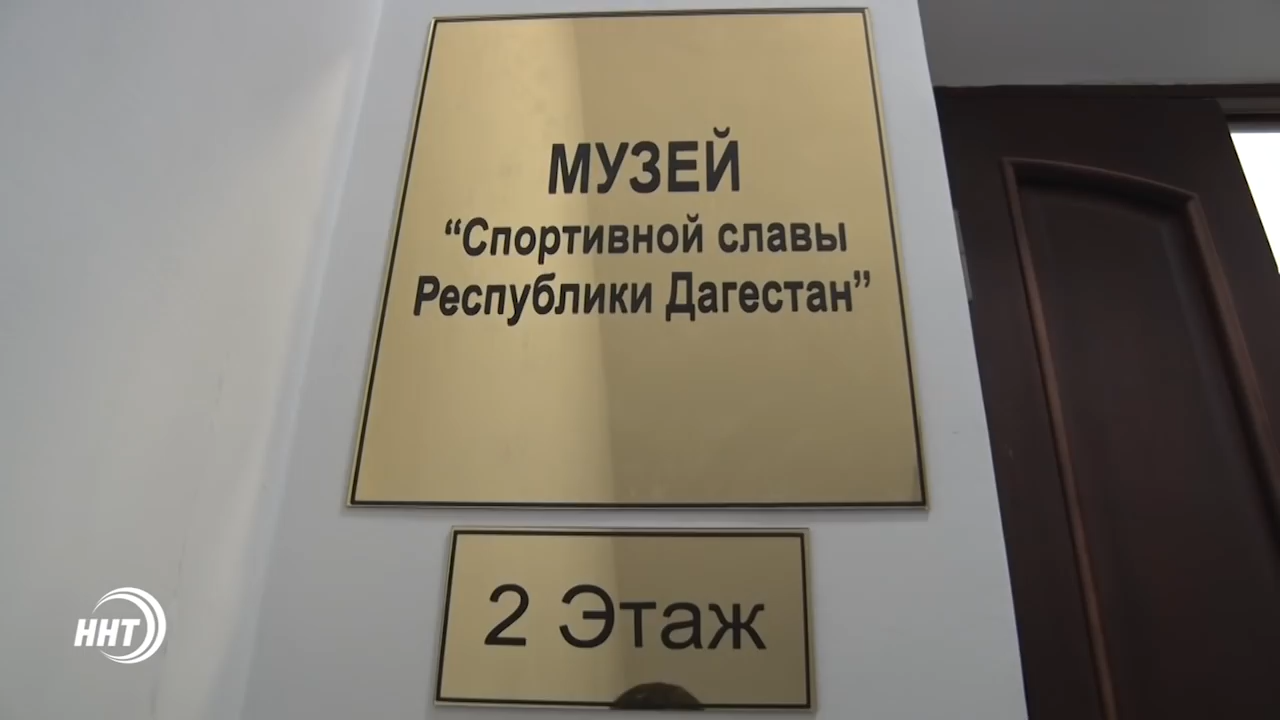 МУЗЕЙ
“Спортивной славы
Республики Дагестан”
2 Этаж
ННТ